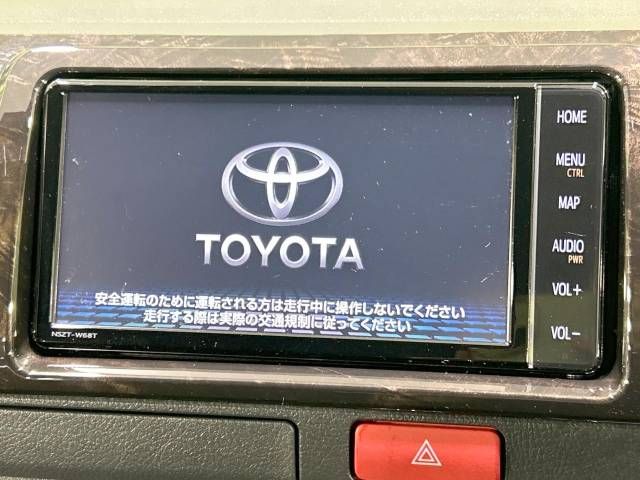 TOYOTA
安全運転のために運転される方は走行中に操作しないでください
走行する際は実際の交通規制に従ってください
NSZT-W68T
HOME
MENU
CTRL
MAP
AUDIO
PWR
VOL+
VOL-